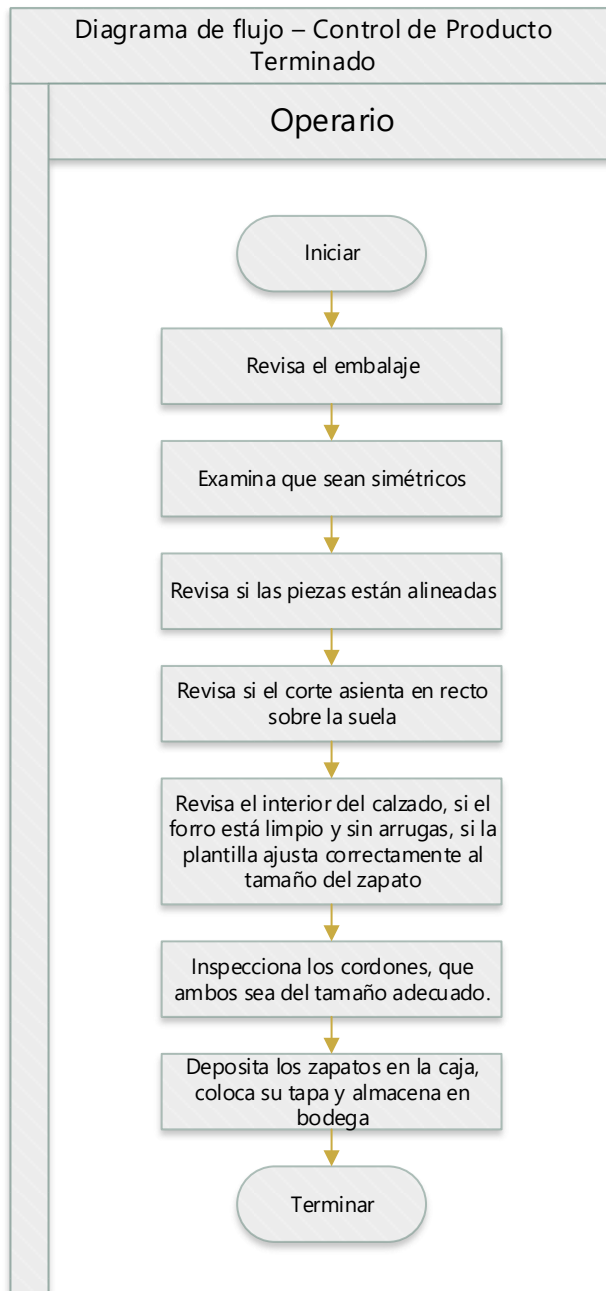 Diagrama de flujo – Control de Producto
Terminado
Operario
Iniciar
Revisa el embalaje
Examina que sean simétricos
Revisa si las piezas están alineadas
Revisa si el corte asienta en recto
sobre la suela
Revisa el interior del calzado, si el
forro está limpio y sin arrugas, si la
plantilla ajusta correctamente al
tamaño del zapato
Inspecciona los cordones, que
ambos sea del tamaño adecuado.
Deposita los zapatos en la caja,
coloca su tapa y almacena en
bodega
Terminar